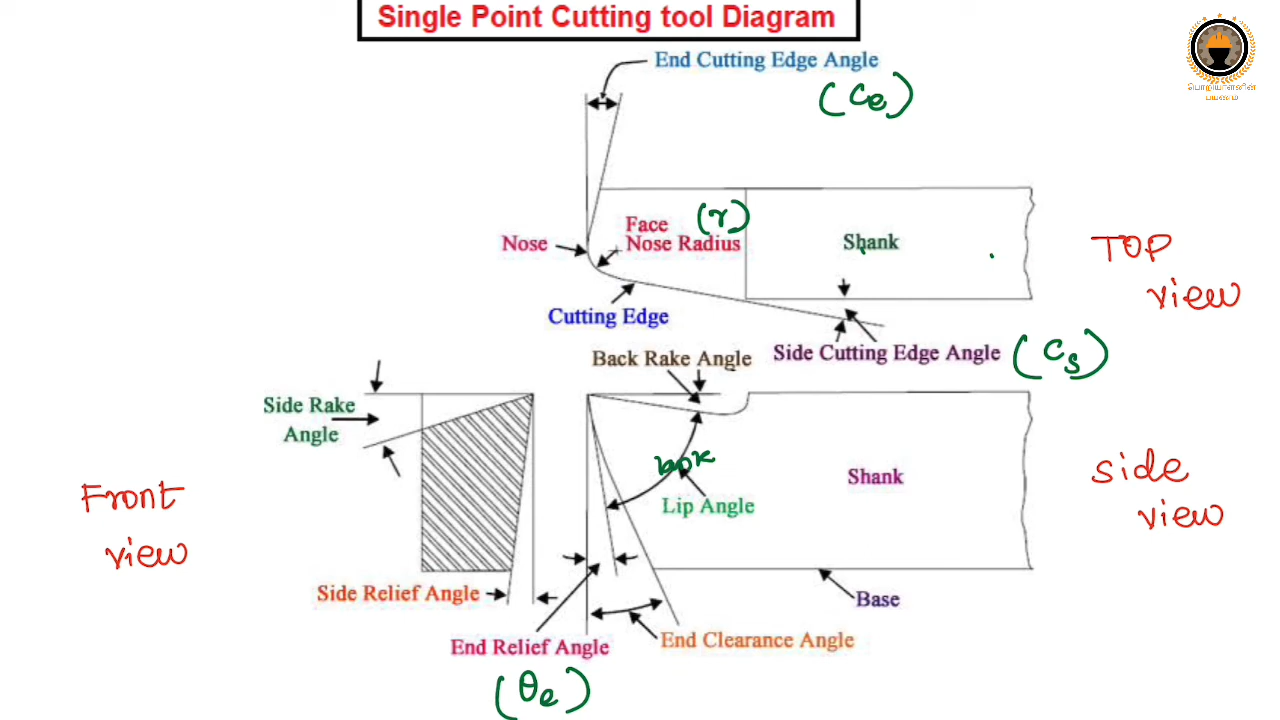 Single Point Cutting tool Diagram
பொறியாளனின்
பயணம்
End Cutting Edge Angle
(Ce)
Face
(r)
Nose
Nose Radius
Shank
TOP
view
Cutting Edge
Side Cutting Edge Angle
(Cs)
Back Rake Angle
Side Rake
Angle
Lip Angle
Shank
Side
view
Front
view
Side Relief Angle
Base
End Relief Angle
End Clearance Angle
(θe)